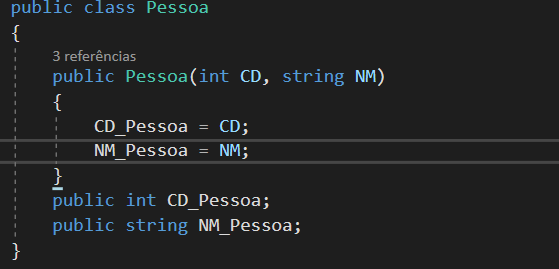 public class Pessoa
{
3 referências
public Pessoa(int CD, string NM)
{
CD_Pessoa = CD;
NM_Pessoa = NM;
}
public int CD_Pessoa;
public string NM_Pessoa;
}